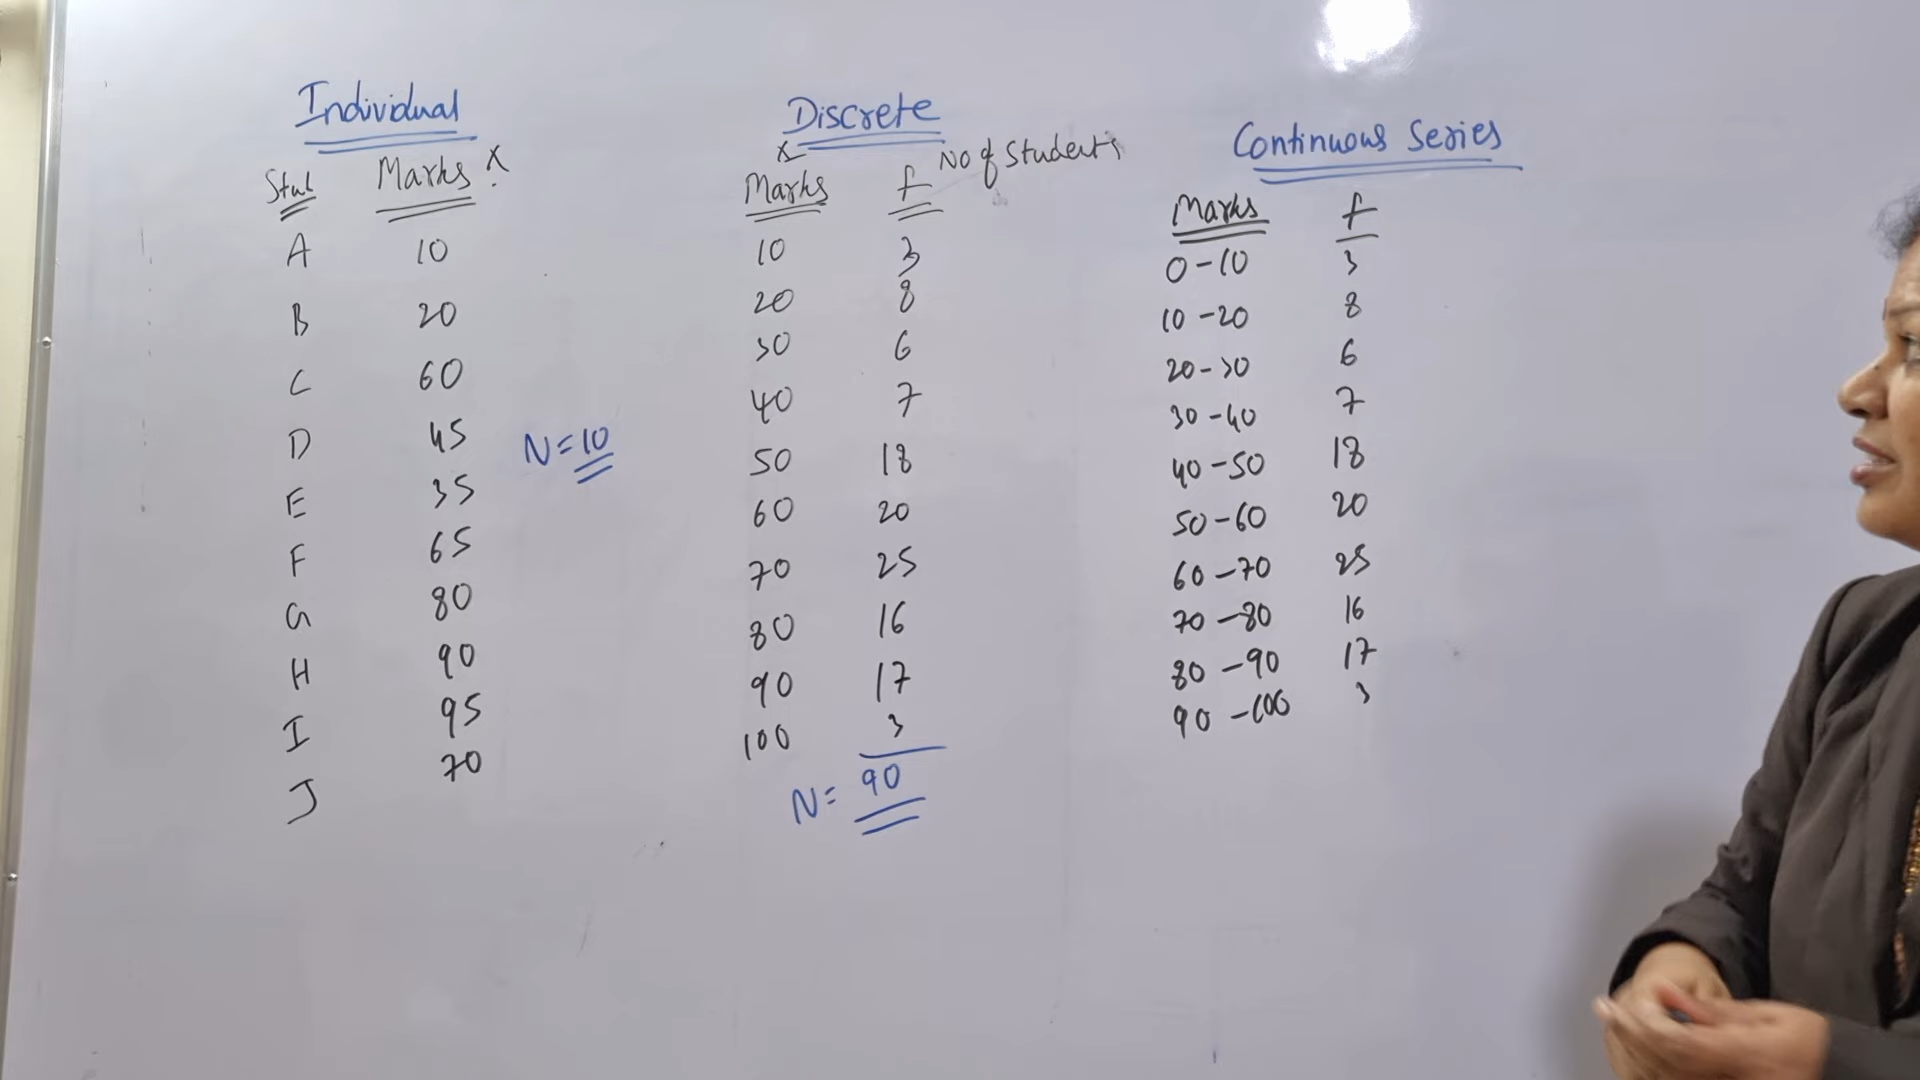 Individual
Stud Marks X
A 10
B 20
C 60
D 45
E 35
F 65
G 80
H 90
I 95
J 70
N = 10
Discrete
X
Marks f No of Students
10 3
20 8
30 6
40 7
50 18
60 20
70 25
80 16
90 17
100 3
N = 90
Continuous Series
Marks f
0-10 3
10-20 8
20-30 6
30-40 7
40-50 18
50-60 20
60-70 25
70-80 16
80-90 17
90-100 3